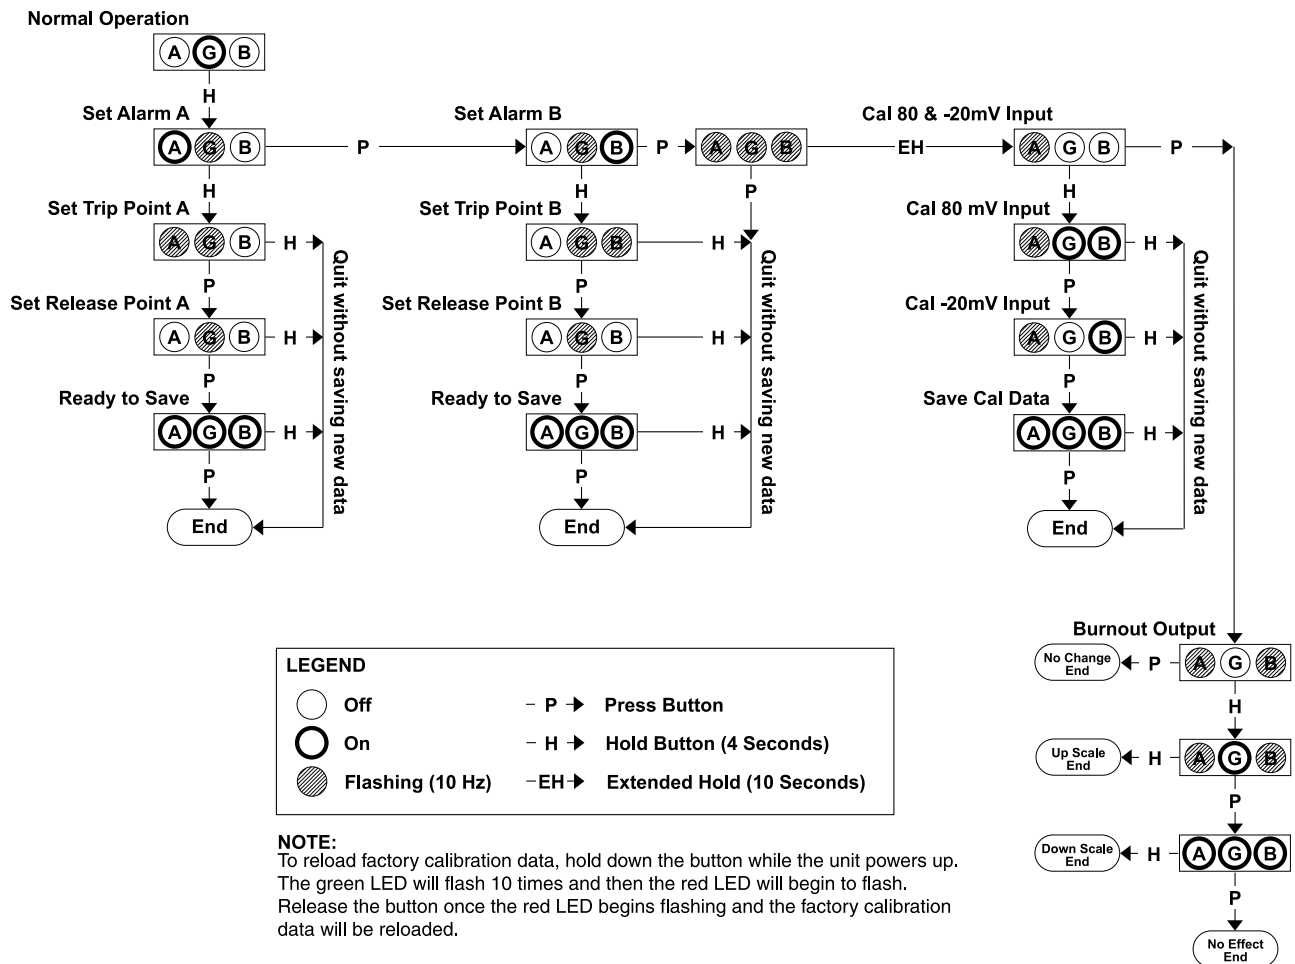 Normal Operation
A G B
H
Set Alarm A
A G B
P
Set Alarm B
A G B
P
A G B
EH
Cal 80 & -20mV Input
A G B
P
H
H
P
H
Set Trip Point A
A G B
H
Set Trip Point B
A G B
H
Cal 80 mV Input
A G B
H
P
P
P
Set Release Point A
A G B
H
Set Release Point B
A G B
H
Cal -20mV Input
A G B
H
P
P
P
Ready to Save
A G B
H
Ready to Save
A G B
H
Save Cal Data
A G B
H
P
P
P
End
End
End
Quit without saving new data
Quit without saving new data
Quit without saving new data
Burnout Output
A G B
P
No Change
End
H
A G B
H
Up Scale
End
P
A G B
H
Down Scale
End
P
No Effect
End
LEGEND
Off
P
Press Button
On
H
Hold Button (4 Seconds)
Flashing (10 Hz)
EH
Extended Hold (10 Seconds)
NOTE:
To reload factory calibration data, hold down the button while the unit powers up.
The green LED will flash 10 times and then the red LED will begin to flash.
Release the button once the red LED begins flashing and the factory calibration
data will be reloaded.